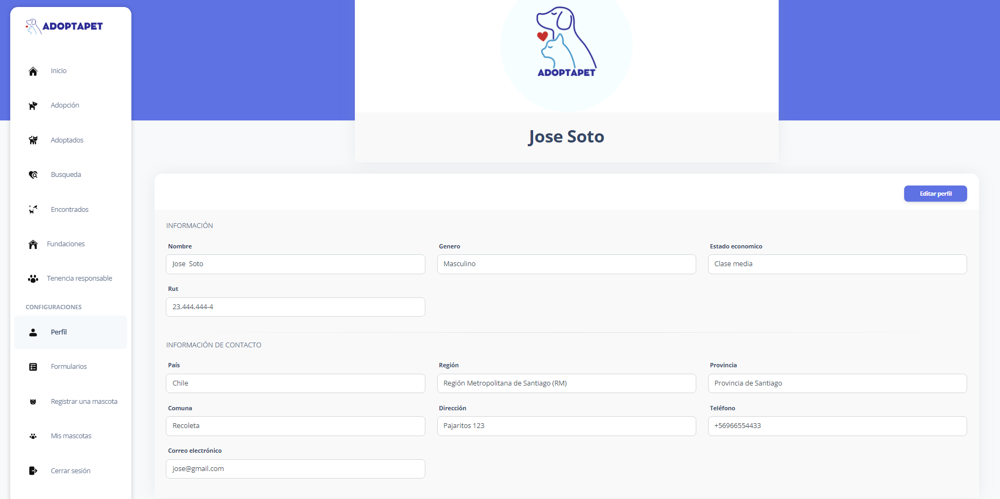 ADOPTAPET
Inicio
Adopción
Adoptados
Busqueda
Encontrados
Fundaciones
Tenencia responsable
CONFIGURACIONES
Perfil
Formularios
Registrar una mascota
Mis mascotas
Cerrar sesión
ADOPTAPET
Jose Soto
Editar perfil
INFORMACIÓN
Nombre Genero Estado economico
Jose Soto Masculino Clase media
Rut
23.444.444-4
INFORMACIÓN DE CONTACTO
País Región Provincia
Chile Región Metropolitana de Santiago (RM) Provincia de Santiago
Comuna Dirección Teléfono
Recoleta Pajaritos 123 +56966554433
Correo electrónico
jose@gmail.com